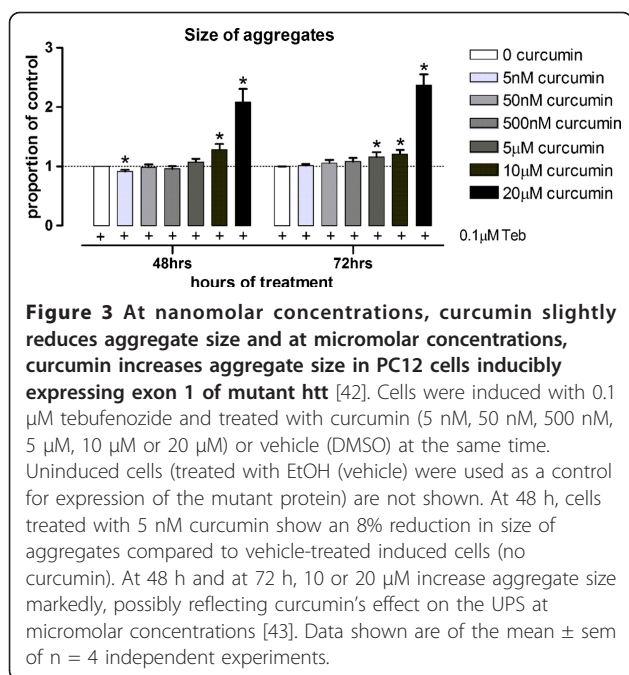 Size of aggregates
proportion of control
3
2
1
0
* * * * * *
+ + + + + + + + + + + + + +
48hrs 72hrs
hours of treatment
0 curcumin
5nM curcumin
50nM curcumin
500nM curcumin
5µM curcumin
10µM curcumin
20µM curcumin
0.1µM Teb
Figure 3 At nanomolar concentrations, curcumin slightly
reduces aggregate size and at micromolar concentrations,
curcumin increases aggregate size in PC12 cells inducibly
expressing exon 1 of mutant htt [42]. Cells were induced with 0.1
µM tebufenozide and treated with curcumin (5 nM, 50 nM, 500 nM,
5 µM, 10 µM or 20 µM) or vehicle (DMSO) at the same time.
Uninduced cells (treated with EtOH (vehicle) were used as a control
for expression of the mutant protein) are not shown. At 48 h, cells
treated with 5 nM curcumin show an 8% reduction in size of
aggregates compared to vehicle-treated induced cells (no
curcumin). At 48 h and at 72 h, 10 or 20 µM increase aggregate size
markedly, possibly reflecting curcumin's effect on the UPS at
micromolar concentrations [43]. Data shown are of the mean ± sem
of n = 4 independent experiments.